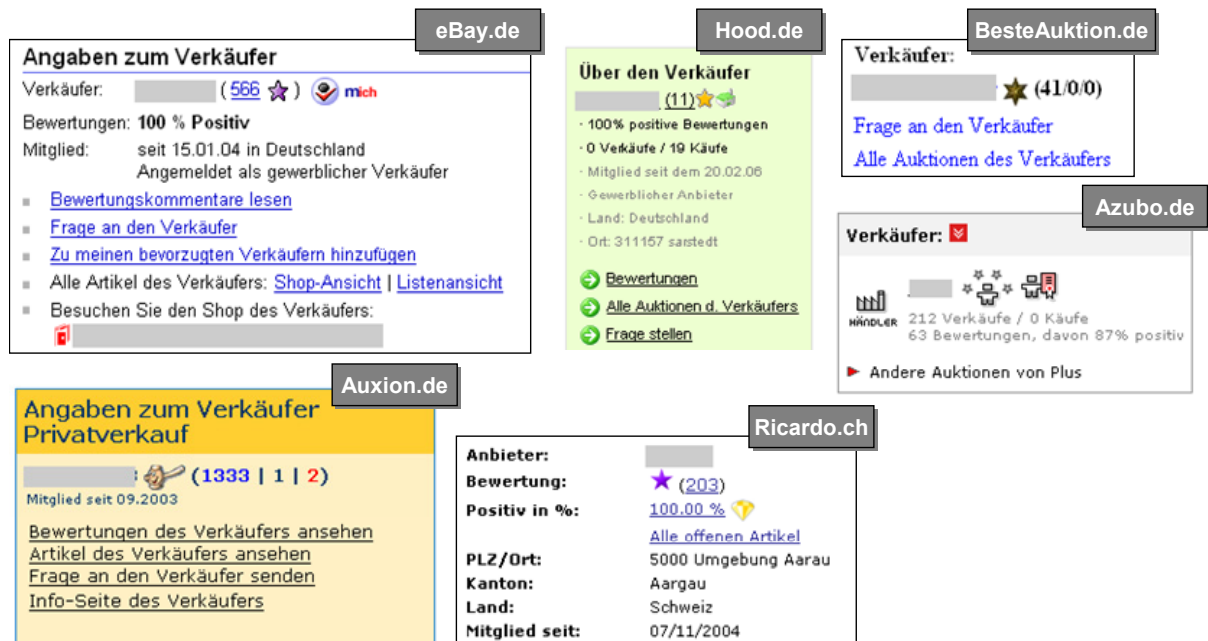 eBay.de
Angaben zum Verkäufer
Verkäufer: ( 566 ) mich
Bewertungen: 100 % Positiv
Mitglied: seit 15.01.04 in Deutschland
Angemeldet als gewerblicher Verkäufer
Bewertungskommentare lesen
Frage an den Verkäufer
Zu meinen bevorzugten Verkäufern hinzufügen
Alle Artikel des Verkäufers: Shop-Ansicht | Listenansicht
Besuchen Sie den Shop des Verkäufers:
Hood.de
Über den Verkäufer
(11)
· 100% positive Bewertungen
· 0 Verkäufe / 19 Käufe
· Mitglied seit dem 20.02.06
· Gewerblicher Anbieter
· Land: Deutschland
· Ort: 311157 sarstedt
Bewertungen
Alle Auktionen d. Verkäufers
Frage stellen
BesteAuktion.de
Verkäufer:
(41/0/0)
Frage an den Verkäufer
Alle Auktionen des Verkäufers
Azubo.de
Verkäufer:
HÄNDLER
212 Verkäufe / 0 Käufe
63 Bewertungen, davon 87% positiv
Andere Auktionen von Plus
Auxion.de
Angaben zum Verkäufer
Privatverkauf
: (1333 | 1 | 2)
Mitglied seit 09.2003
Bewertungen des Verkäufers ansehen
Artikel des Verkäufers ansehen
Frage an den Verkäufer senden
Info-Seite des Verkäufers
Ricardo.ch
Anbieter:
Bewertung: (203)
Positiv in %: 100.00 %
Alle offenen Artikel
PLZ/Ort: 5000 Umgebung Aarau
Kanton: Aargau
Land: Schweiz
Mitglied seit: 07/11/2004